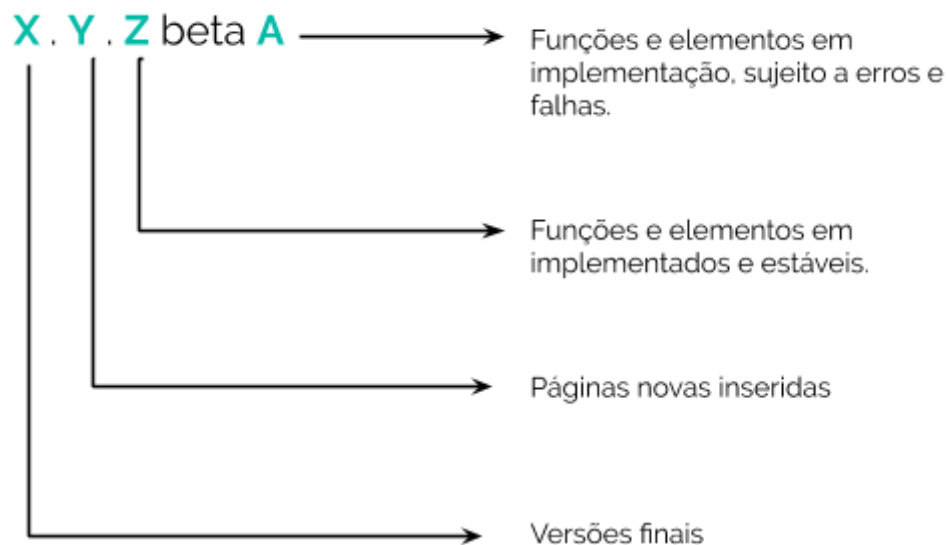 X . Y . Z beta A
Funções e elementos em
implementação, sujeito a erros e
falhas.
Funções e elementos em
implementados e estáveis.
Páginas novas inseridas
Versões finais